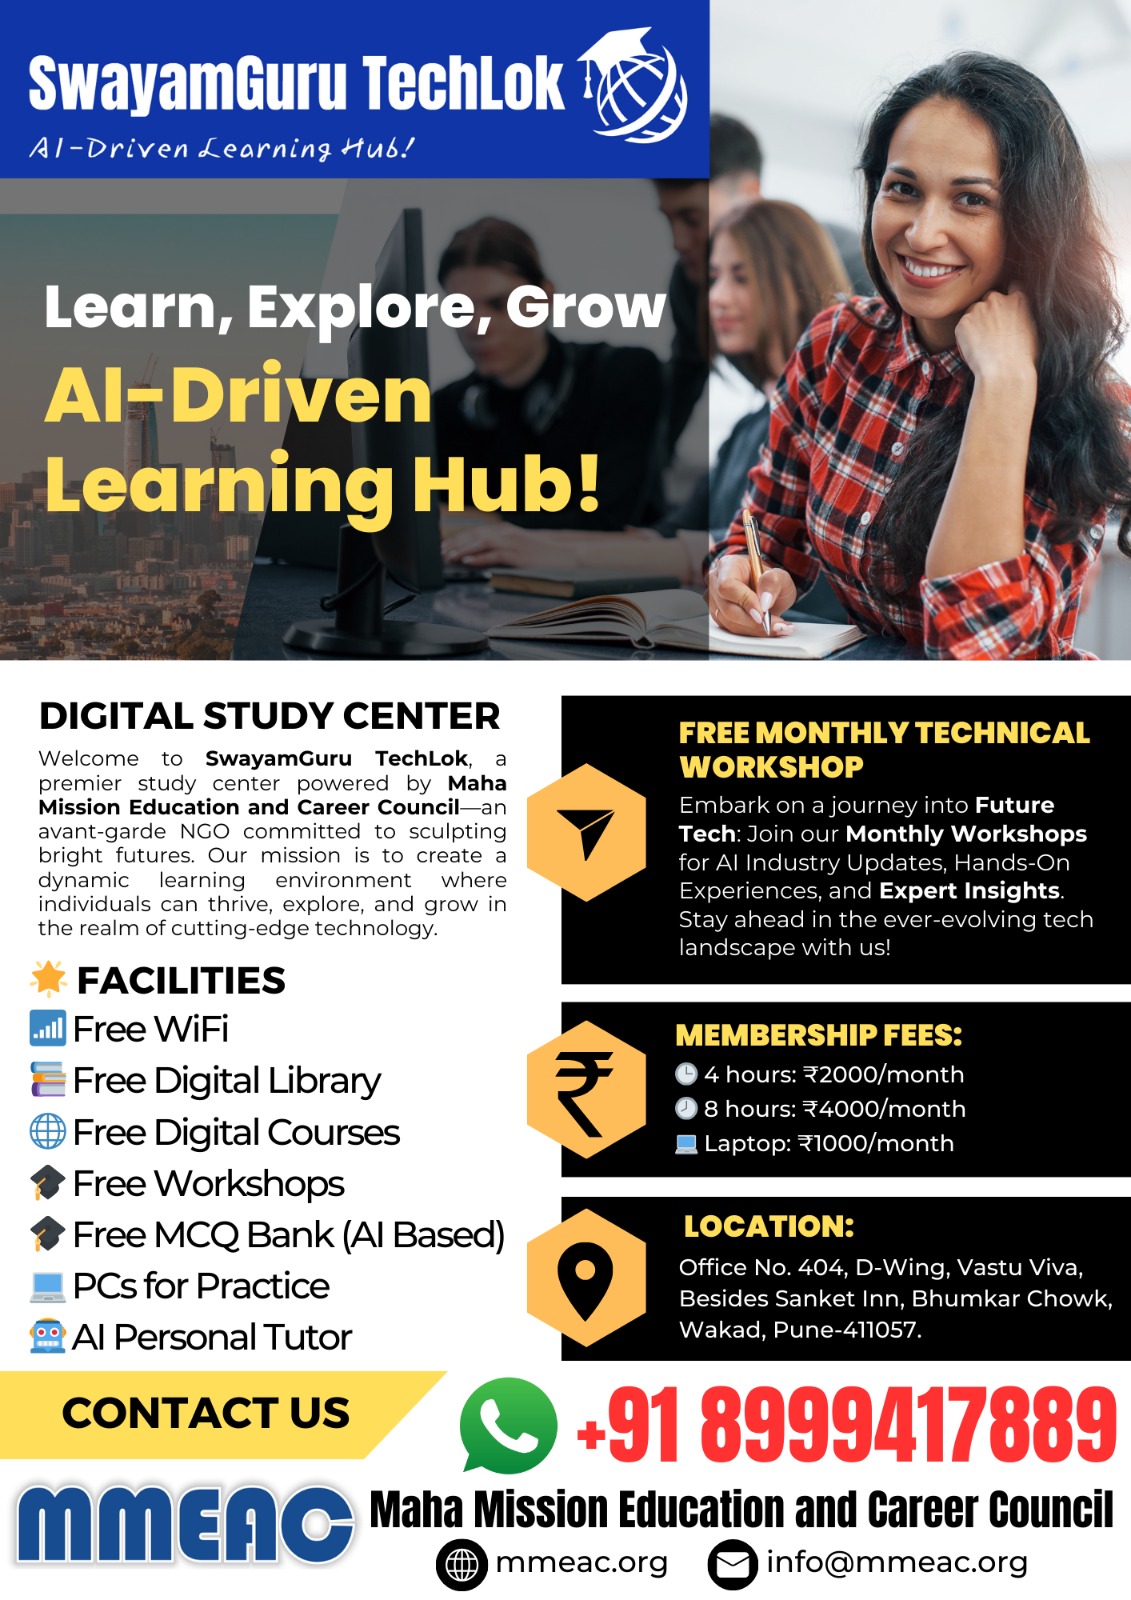 SwayamGuru TechLok
AI-Driven Learning Hub!
Learn, Explore, Grow
AI-Driven
Learning Hub!
DIGITAL STUDY CENTER
Welcome to SwayamGuru TechLok, a
premier study center powered by Maha
Mission Education and Career Council—an
avant-garde NGO committed to sculpting
bright futures. Our mission is to create a
dynamic learning environment where
individuals can thrive, explore, and grow in
the realm of cutting-edge technology.
FACILITIES
Free WiFi
Free Digital Library
Free Digital Courses
Free Workshops
Free MCQ Bank (AI Based)
PCs for Practice
AI Personal Tutor
FREE MONTHLY TECHNICAL
WORKSHOP
Embark on a journey into Future
Tech: Join our Monthly Workshops
for AI Industry Updates, Hands-On
Experiences, and Expert Insights.
Stay ahead in the ever-evolving tech
landscape with us!
₹
MEMBERSHIP FEES:
4 hours: ₹2000/month
8 hours: ₹4000/month
Laptop: ₹1000/month
LOCATION:
Office No. 404, D-Wing, Vastu Viva,
Besides Sanket Inn, Bhumkar Chowk,
Wakad, Pune-411057.
CONTACT US
+91 8999417889
MMEAC
Maha Mission Education and Career Council
mmeac.org
info@mmeac.org